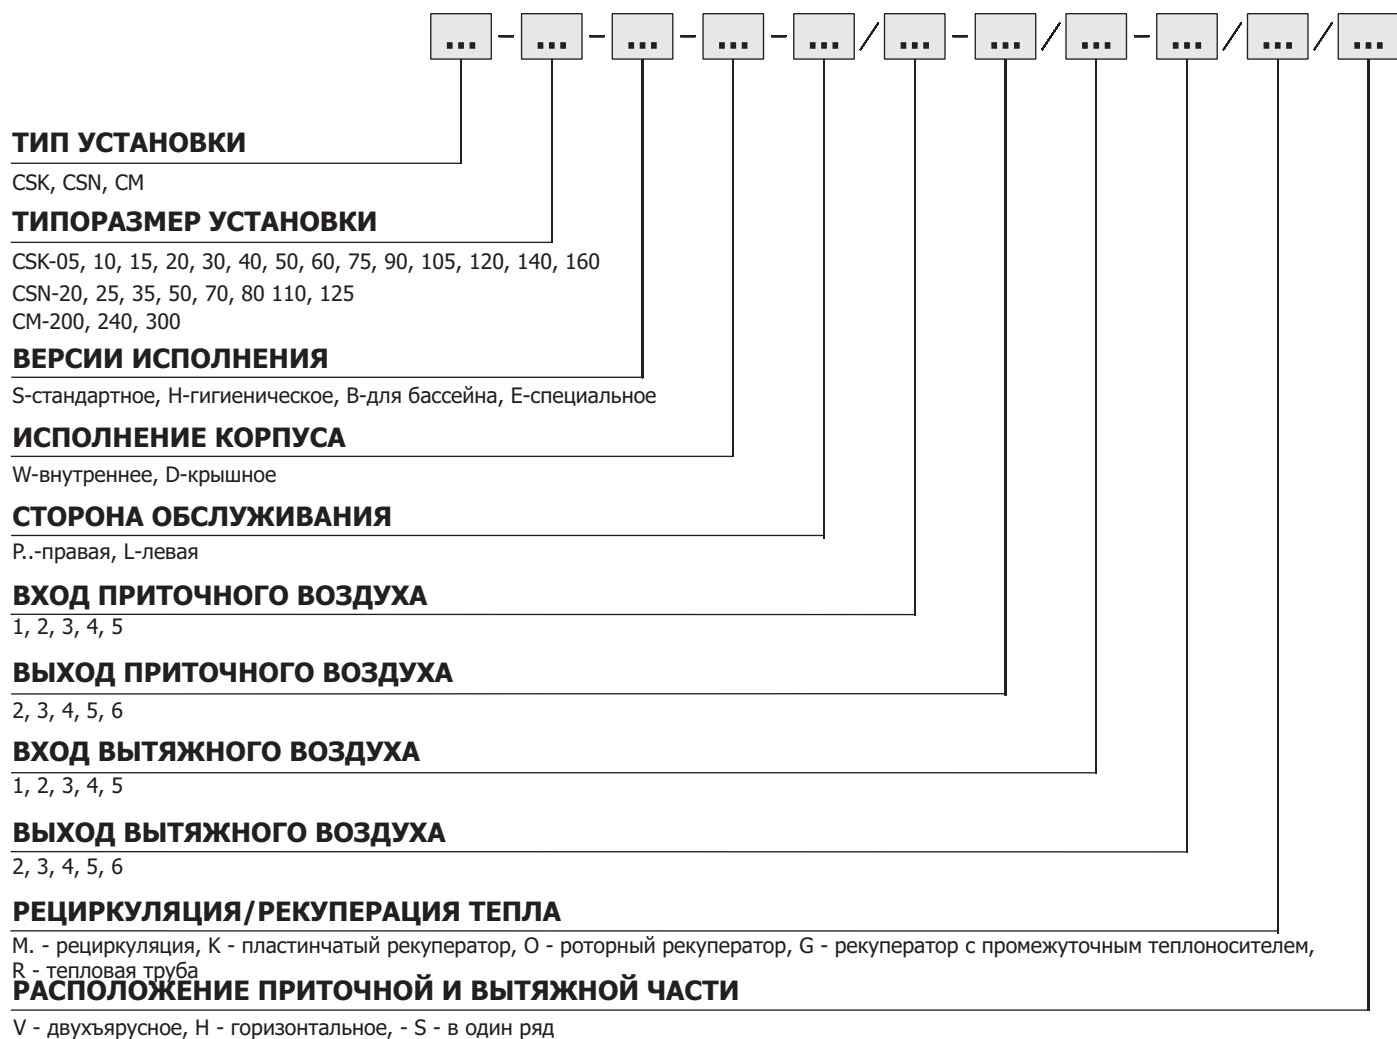 ... - ... - ... - ... - ... / ... - ... / ... - ... / ... / ...
ТИП УСТАНОВКИ
CSK, CSN, CM
ТИПОРАЗМЕР УСТАНОВКИ
CSK-05, 10, 15, 20, 30, 40, 50, 60, 75, 90, 105, 120, 140, 160
CSN-20, 25, 35, 50, 70, 80 110, 125
CM-200, 240, 300
ВЕРСИИ ИСПОЛНЕНИЯ
S-стандартное, H-гигиеническое, B-для бассейна, E-специальное
ИСПОЛНЕНИЕ КОРПУСА
W-внутреннее, D-крышное
СТОРОНА ОБСЛУЖИВАНИЯ
P..-правая, L-левая
ВХОД ПРИТОЧНОГО ВОЗДУХА
1, 2, 3, 4, 5
ВЫХОД ПРИТОЧНОГО ВОЗДУХА
2, 3, 4, 5, 6
ВХОД ВЫТЯЖНОГО ВОЗДУХА
1, 2, 3, 4, 5
ВЫХОД ВЫТЯЖНОГО ВОЗДУХА
2, 3, 4, 5, 6
РЕЦИРКУЛЯЦИЯ/РЕКУПЕРАЦИЯ ТЕПЛА
M. - рециркуляция, K - пластинчатый рекуператор, O - роторный рекуператор, G - рекуператор с промежуточным теплоносителем,
R - тепловая труба
РАСПОЛОЖЕНИЕ ПРИТОЧНОЙ И ВЫТЯЖНОЙ ЧАСТИ
V - двухъярусное, H - горизонтальное, - S - в один ряд